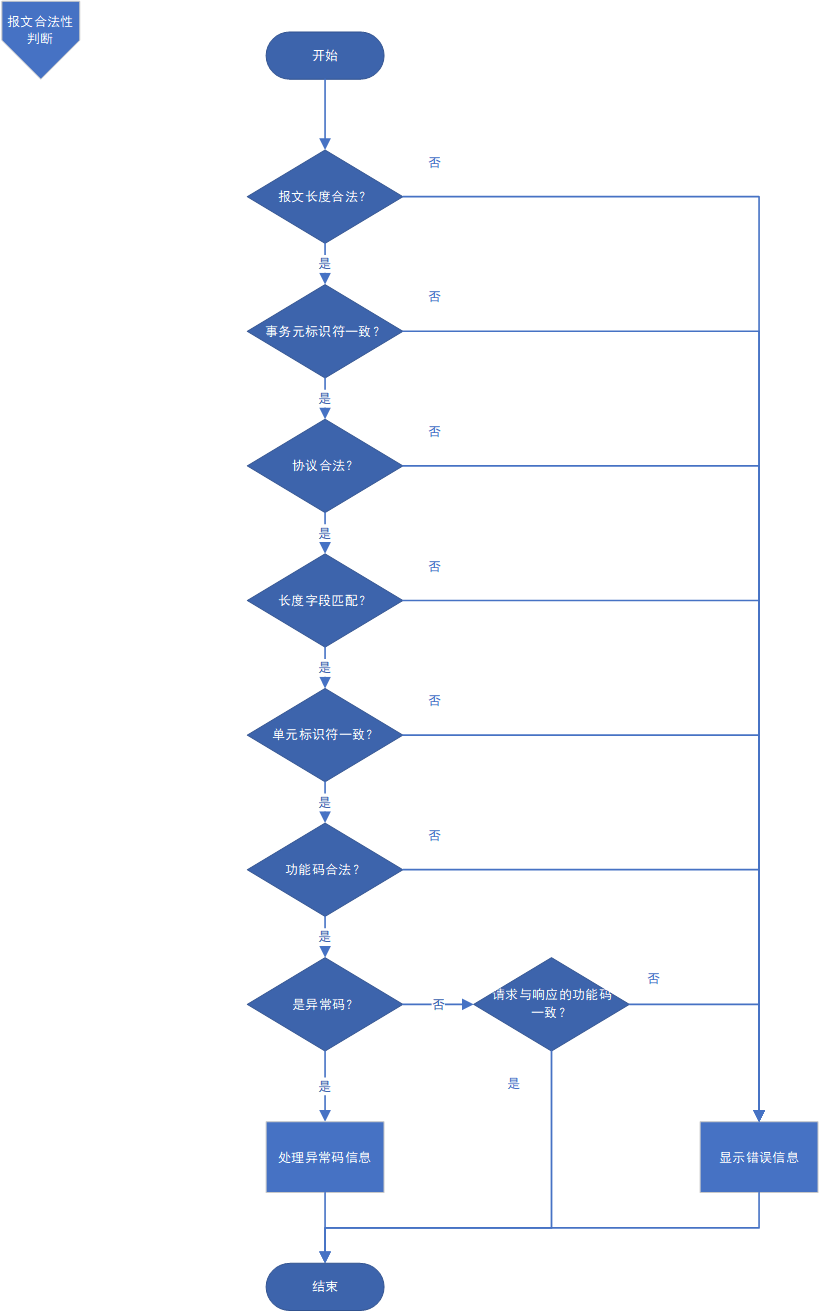 报文合法性
判断
开始
否
报文长度合法？
是
否
事务元标识符一致？
是
否
协议合法？
是
否
长度字段匹配？
是
否
单元标识符一致？
是
否
功能码合法？
是
否
请求与响应的功能码
一致？
是异常码？
否
是
是
处理异常码信息
显示错误信息
结束